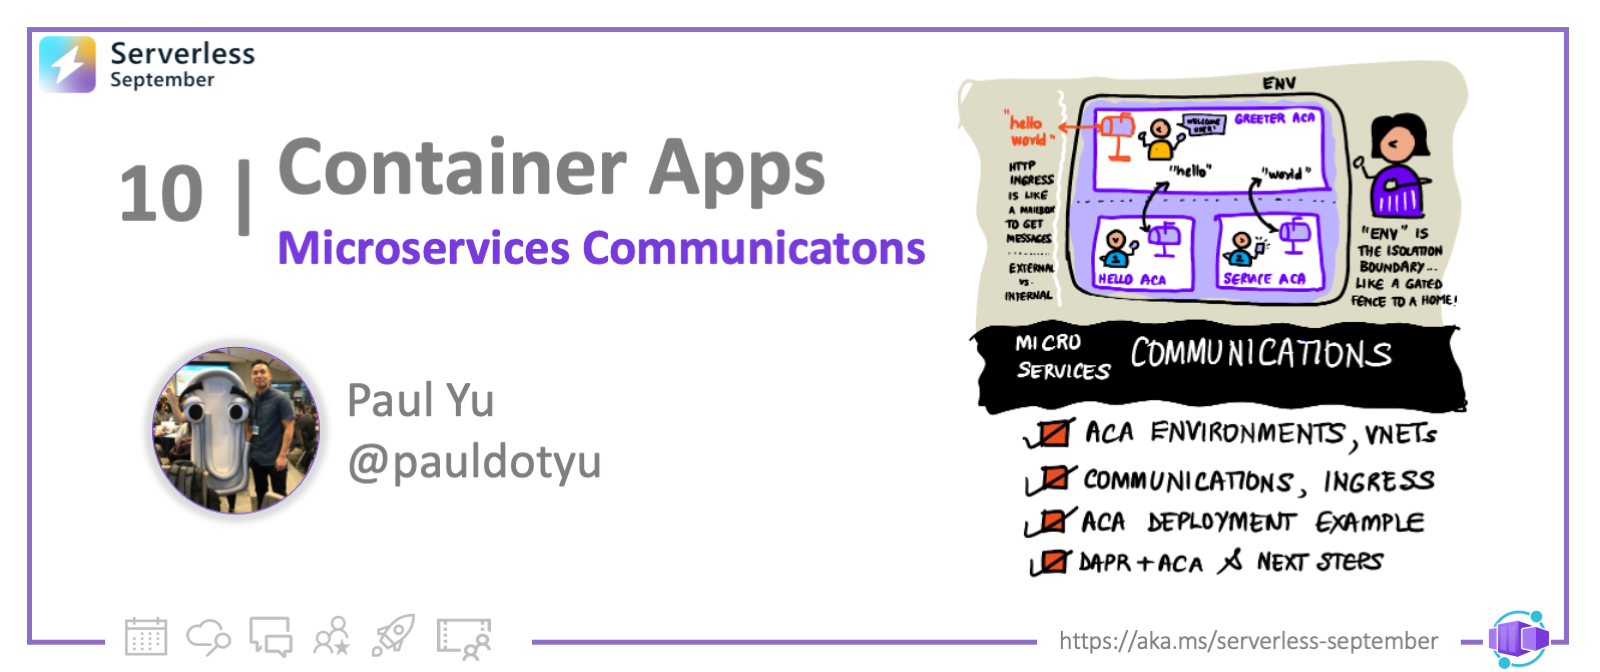 Serverless
September
10 |
Container Apps
Microservices Communicatons
Paul Yu
@pauldotyu
ENV
"hello
world"
HTTP
INGRESS
IS LIKE
A MAILBOX
TO GET
MESSAGES
EXTERNAL
VS.
INTERNAL
WELCOME
USER!
GREETER ACA
"hello"
"world"
HELLO ACA
SERVICE ACA
"ENV" IS
THE ISOLATION
BOUNDARY...
LIKE A GATED
FENCE TO A HOME!
MICRO
SERVICES
COMMUNICATIONS
ACA ENVIRONMENTS, VNETs
COMMUNICATIONS, INGRESS
ACA DEPLOYMENT EXAMPLE
DAPR + ACA & NEXT STEPS
https://aka.ms/serverless-september